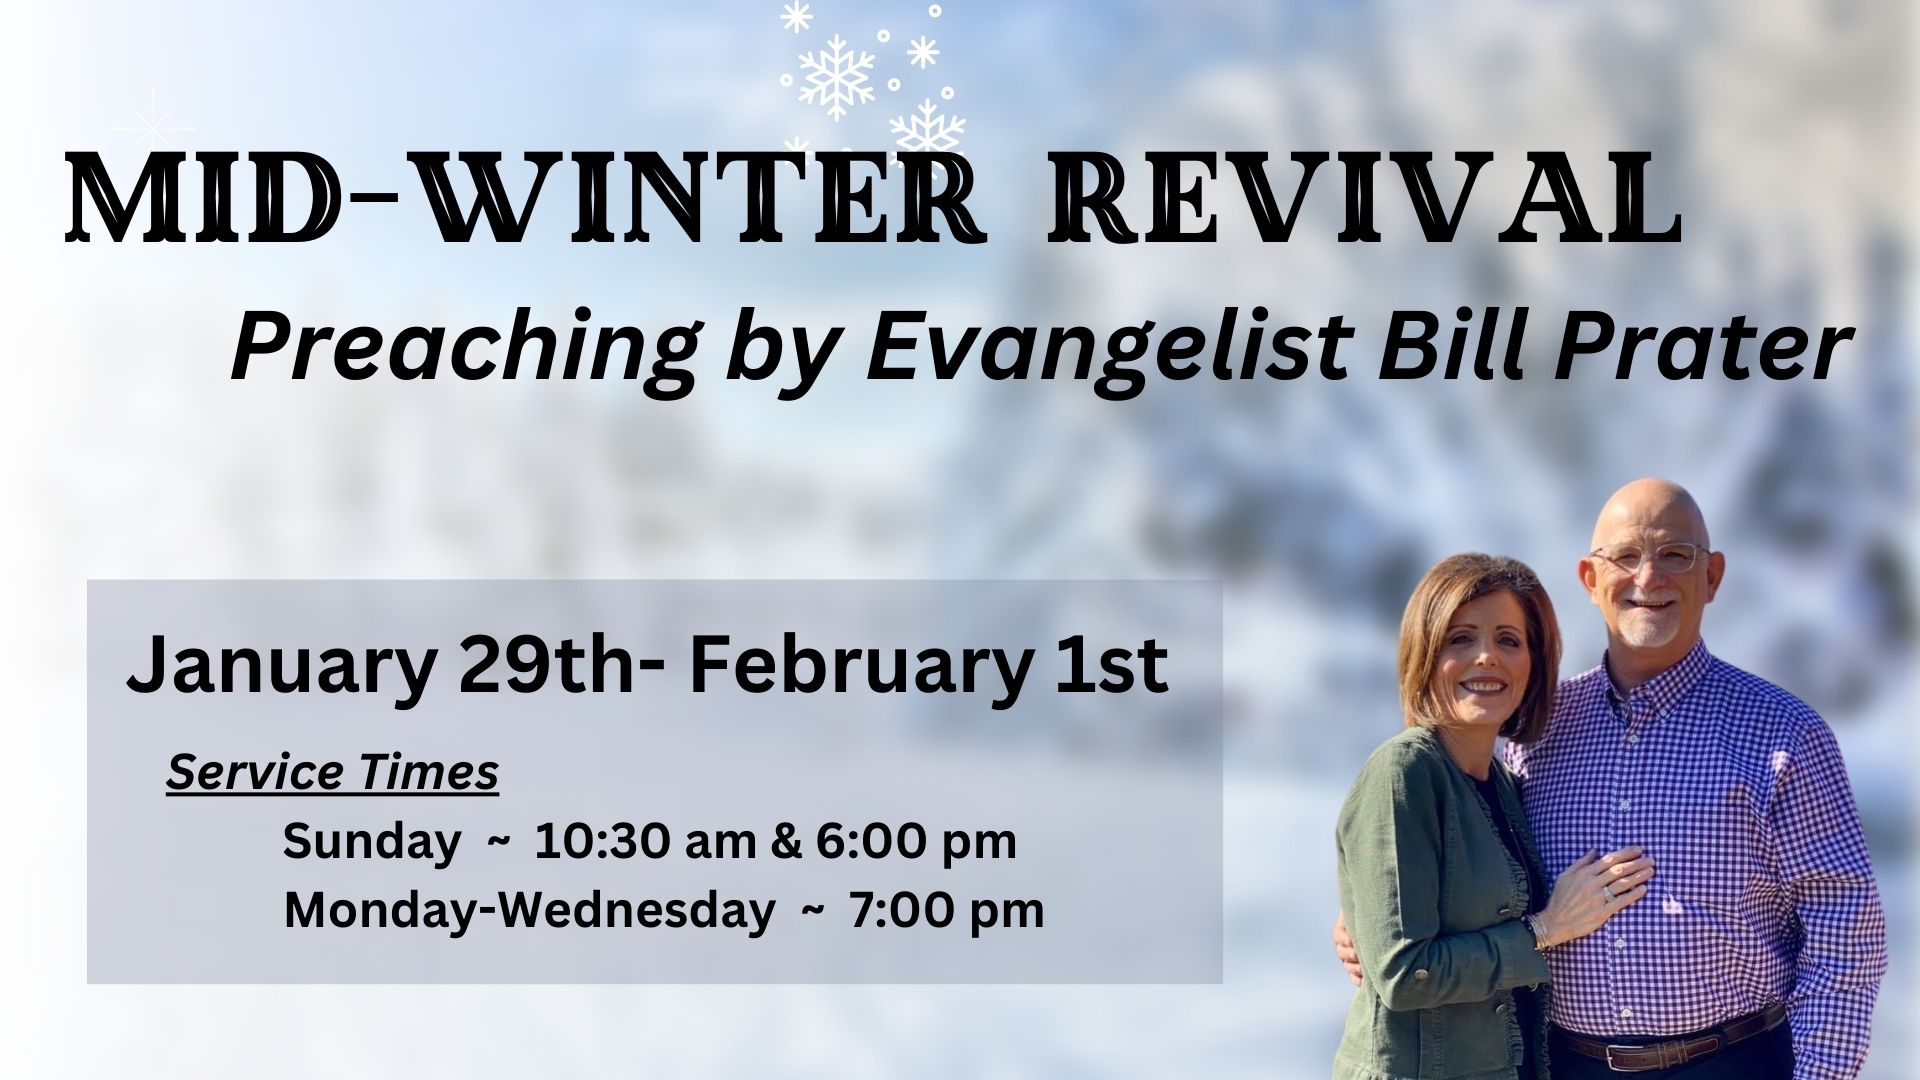 MID-WINTER REVIVAL
Preaching by Evangelist Bill Prater
January 29th- February 1st
Service Times
Sunday ~ 10:30 am & 6:00 pm
Monday-Wednesday ~ 7:00 pm